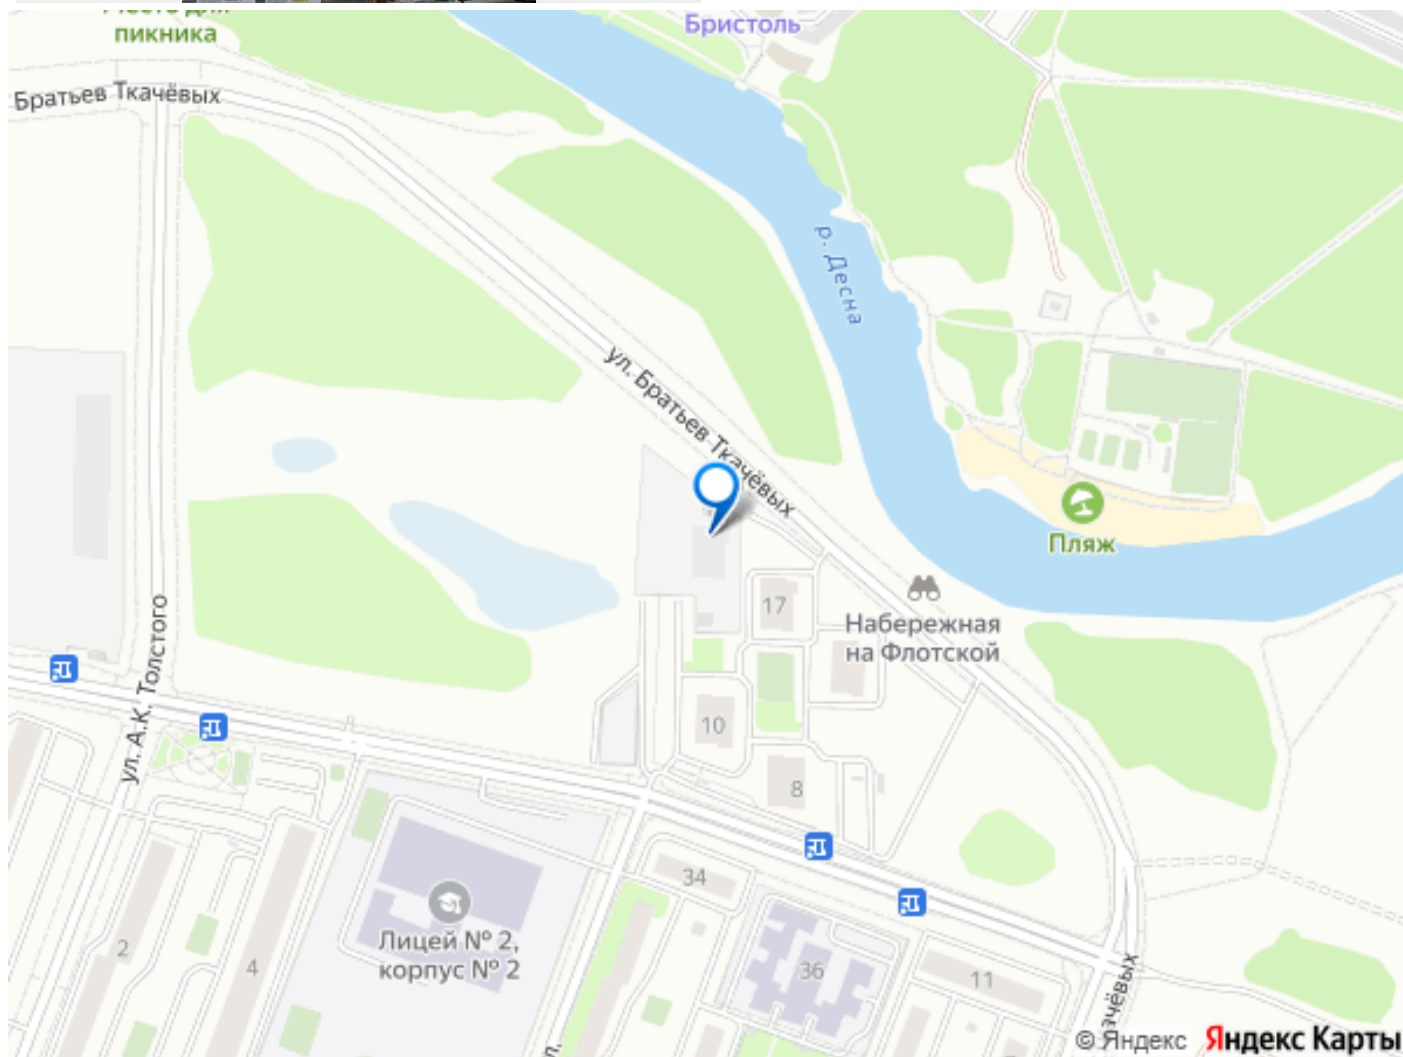 пикника
Бристоль
Братьев Ткачёвых
р. Десна
ул. Братьев Ткачёвых
Пляж
17
Набережная
на Флотской
ул. А.К. Толстого
10
8
34
Лицей № 2,
корпус № 2
2
4
36
11
© Яндекс
Яндекс Карты